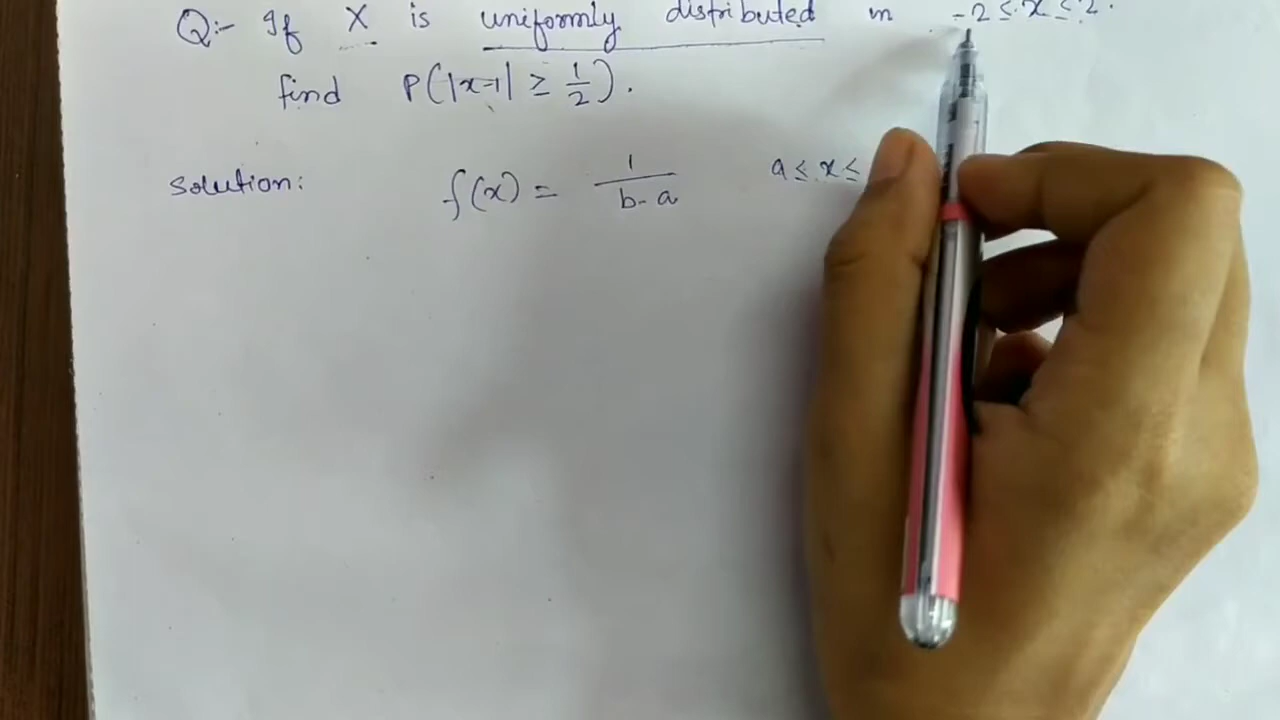 Q:- If X is uniformly distributed in -2 ≤ x ≤ 2.
find P(|x-1| ≥ 1/2).
Solution: f(x) = 1/(b-a) a ≤ x ≤